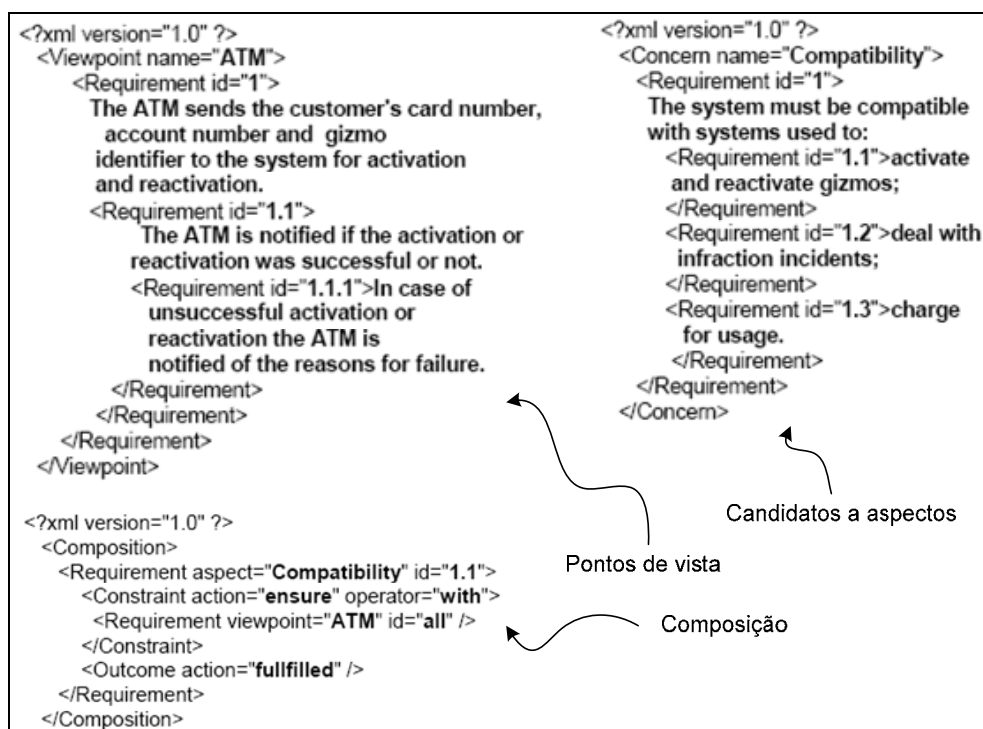 <?xml version="1.0" ?>
<Viewpoint name="ATM">
<Requirement id="1">
The ATM sends the customer's card number,
account number and gizmo
identifier to the system for activation
and reactivation.
<Requirement id="1.1">
The ATM is notified if the activation or
reactivation was successful or not.
<Requirement id="1.1.1">In case of
unsuccessful activation or
reactivation the ATM is
notified of the reasons for failure.
</Requirement>
</Requirement>
</Requirement>
</Viewpoint>
<?xml version="1.0" ?>
<Concern name="Compatibility">
<Requirement id="1">
The system must be compatible
with systems used to:
<Requirement id="1.1">activate
and reactivate gizmos;
</Requirement>
<Requirement id="1.2">deal with
infraction incidents;
</Requirement>
<Requirement id="1.3">charge
for usage.
</Requirement>
</Requirement>
</Concern>
Candidatos a aspectos
Pontos de vista
<?xml version="1.0" ?>
<Composition>
<Requirement aspect="Compatibility" id="1.1">
<Constraint action="ensure" operator="with">
<Requirement viewpoint="ATM" id="all" />
</Constraint>
<Outcome action="fullfilled" />
</Requirement>
</Composition>
Composição